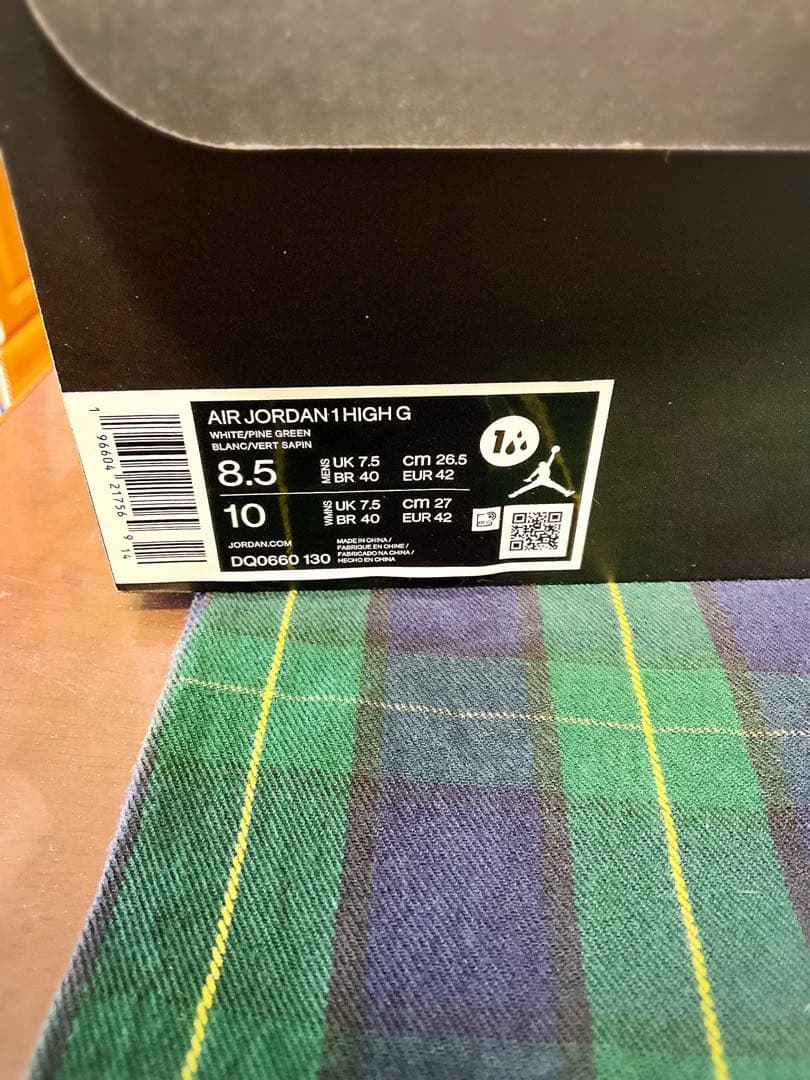 AIR JORDAN 1 HIGH G
WHITE/PINE GREEN
BLANC/VERT SAPIN
8.5 MENS UK 7.5 cm 26.5
BR 40 EUR 42
10 WMNS UK 7.5 cm 27
BR 40 EUR 42
JORDAN.COM
DQ0660 130
MADE IN CHINA /
FABRIQUE EN CHINE /
FABRICADO NA CHINA /
HECHO EN CHINA
1 96604 21756 9 14
1